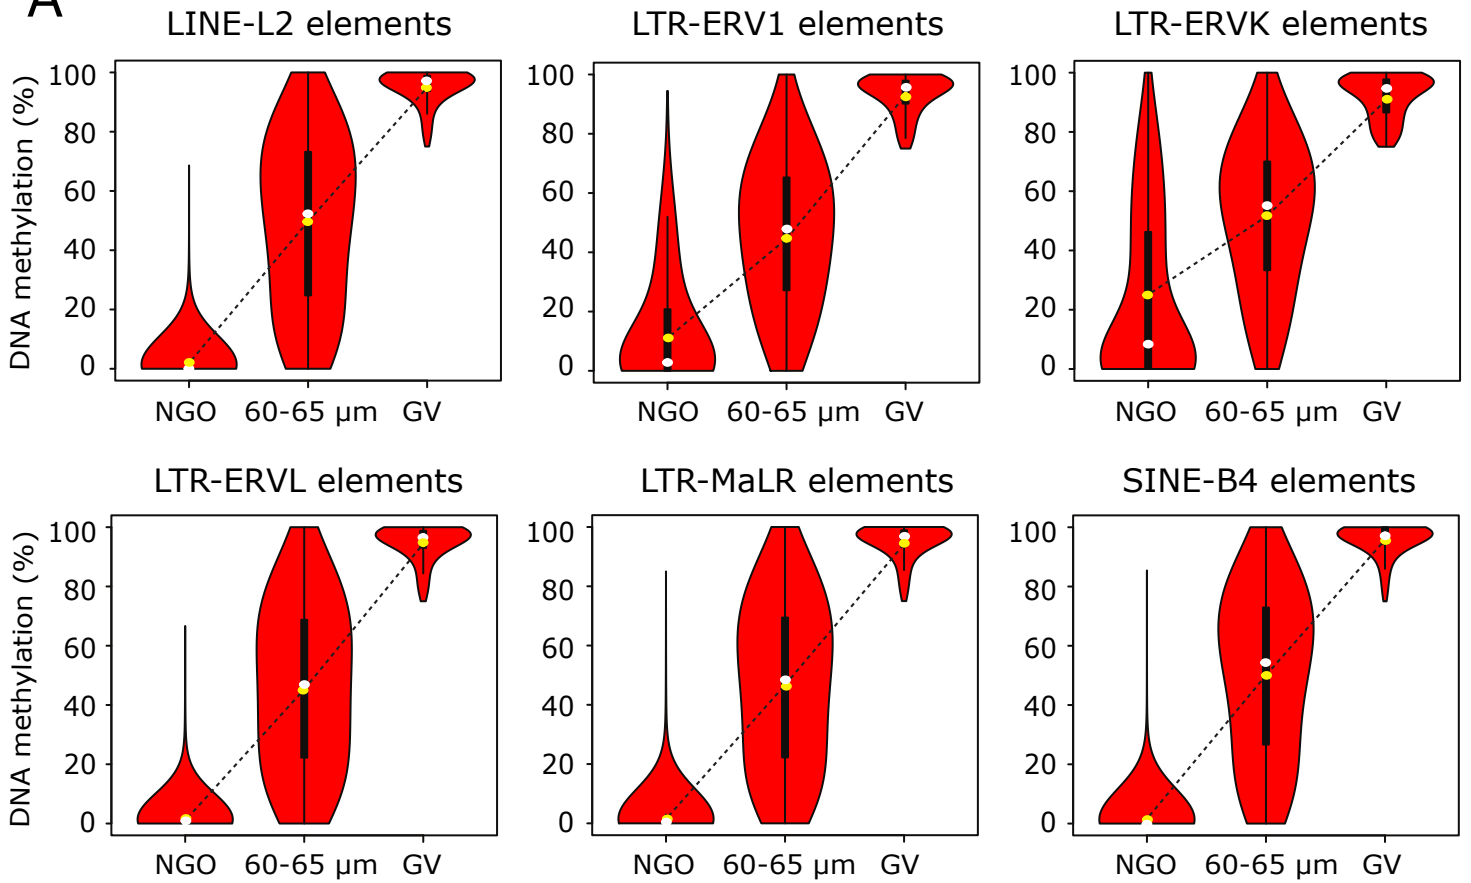 A
LINE-L2 elements
LTR-ERV1 elements
LTR-ERVK elements
DNA methylation (%)
100
80
60
40
20
0
NGO 60-65 µm GV
100
80
60
40
20
0
NGO 60-65 µm GV
100
80
60
40
20
0
NGO 60-65 µm GV
LTR-ERVL elements
LTR-MaLR elements
SINE-B4 elements
DNA methylation (%)
100
80
60
40
20
0
NGO 60-65 µm GV
100
80
60
40
20
0
NGO 60-65 µm GV
100
80
60
40
20
0
NGO 60-65 µm GV